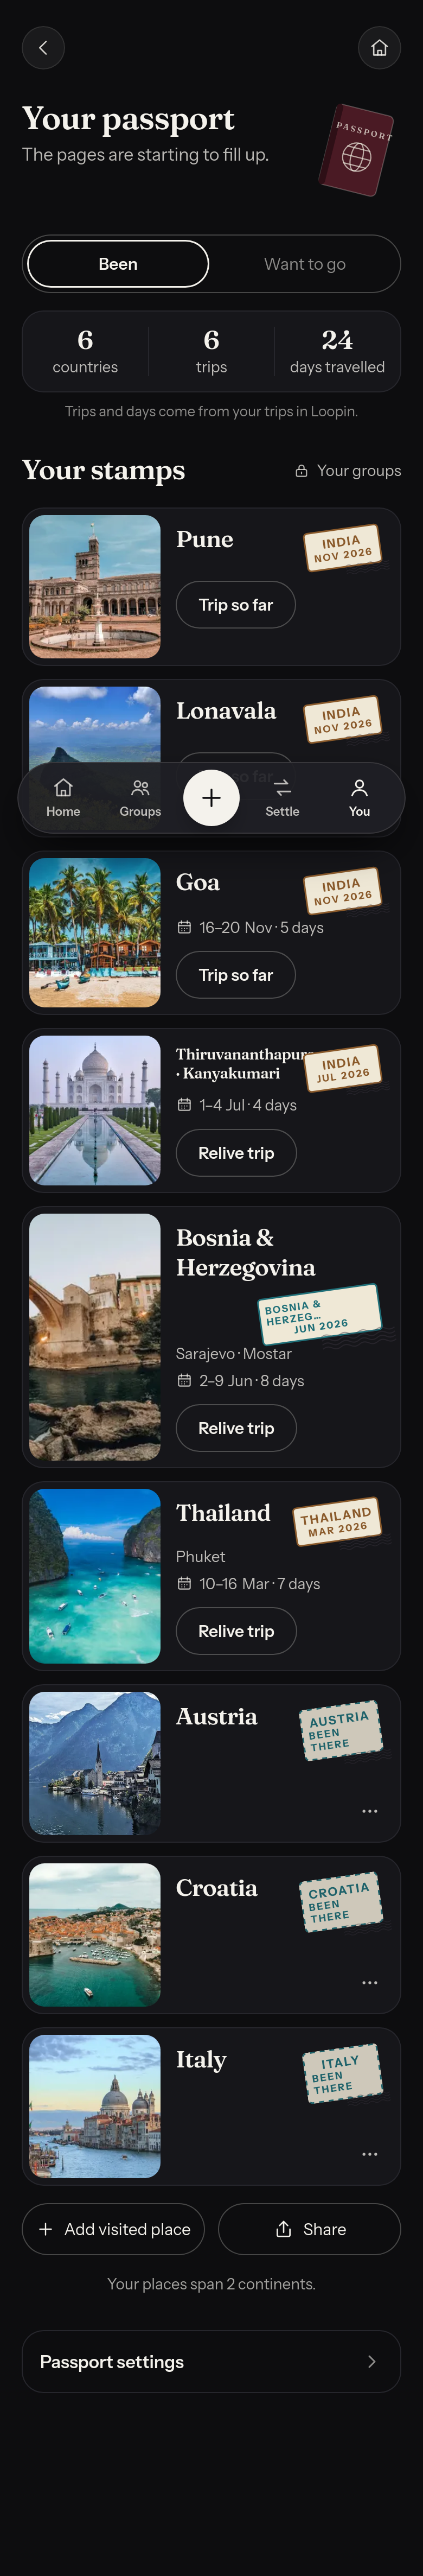 Your passport
The pages are starting to fill up.
PASSPORT
Been
Want to go
6
countries
6
trips
24
days travelled
Trips and days come from your trips in Loopin.
Your stamps
Your groups
Pune
INDIA
NOV 2026
Trip so far
Lonavala
INDIA
NOV 2026
so far
Home
Groups
Settle
You
Goa
INDIA
NOV 2026
16–20 Nov · 5 days
Trip so far
Thiruvananthapur
· Kanyakumari
INDIA
JUL 2026
1–4 Jul · 4 days
Relive trip
Bosnia &
Herzegovina
BOSNIA &
HERZEG...
JUN 2026
Sarajevo · Mostar
2–9 Jun · 8 days
Relive trip
Thailand
THAILAND
MAR 2026
Phuket
10–16 Mar · 7 days
Relive trip
Austria
AUSTRIA
BEEN
THERE
Croatia
CROATIA
BEEN
THERE
Italy
ITALY
BEEN
THERE
Add visited place
Share
Your places span 2 continents.
Passport settings